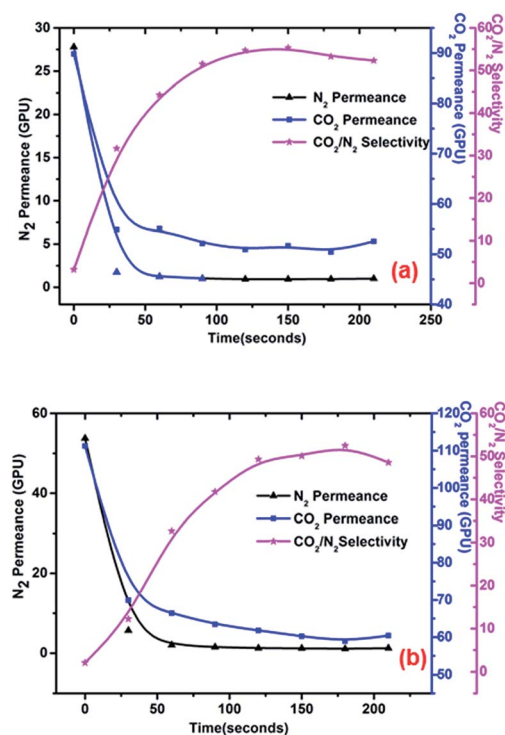 30
25
20
15
10
5
0
N₂ Permeance (GPU)
N₂ Permeance
CO₂ Permeance
CO₂/N₂ Selectivity
(a)
0 50 100 150 200 250
Time(seconds)
90
80
70
60
50
40
CO₂ Permeance (GPU)
60
50
40
30
20
10
0
CO₂/N₂ Selectivity
60
40
20
0
N₂ Permeance (GPU)
N₂ Permeance
CO₂ Permeance
CO₂/N₂Selectivity
(b)
0 50 100 150 200
Time(seconds)
120
110
100
90
80
70
60
50
CO₂ permeance (GPU)
60
50
40
30
20
10
0
CO₂/N₂ Selectivity